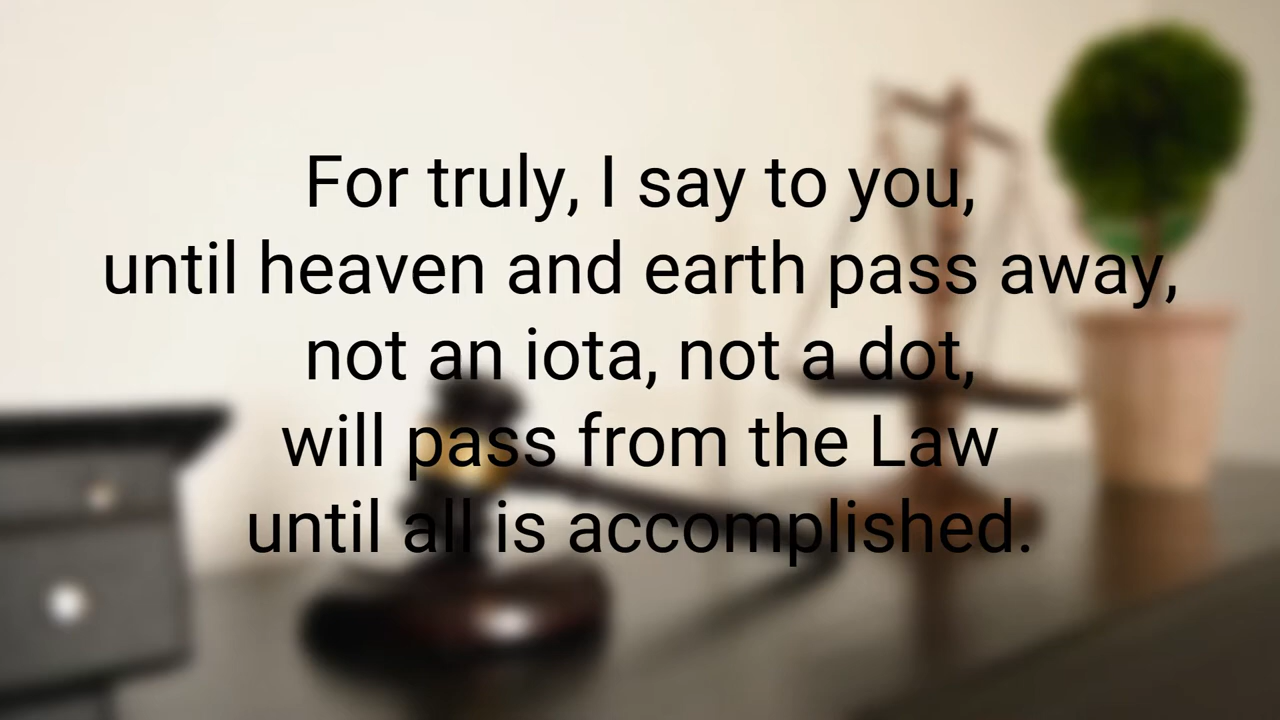 For truly, I say to you,
until heaven and earth pass away,
not an iota, not a dot,
will pass from the Law
until all is accomplished.